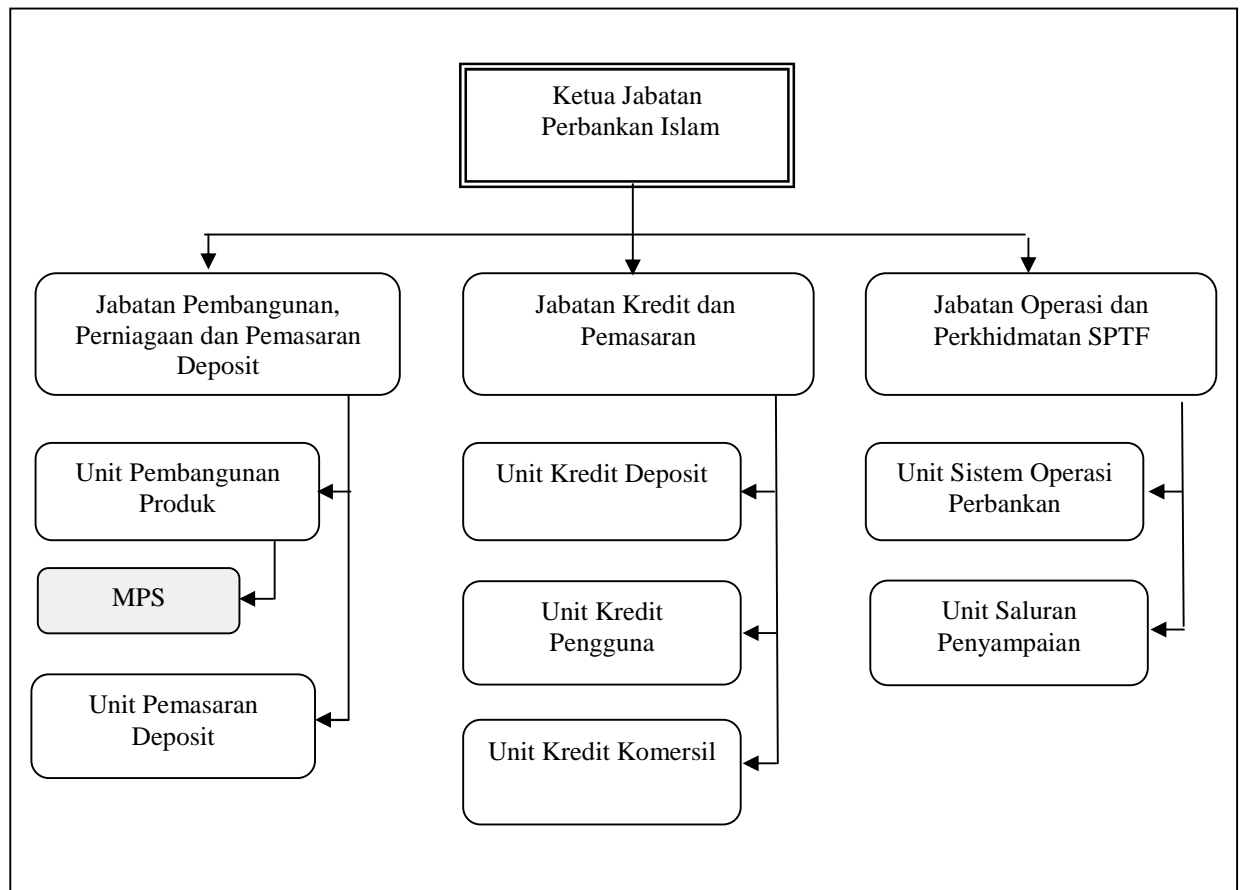 Ketua Jabatan
Perbankan Islam
Jabatan Pembangunan,
Perniagaan dan Pemasaran
Deposit
Jabatan Kredit dan
Pemasaran
Jabatan Operasi dan
Perkhidmatan SPTF
Unit Pembangunan
Produk
MPS
Unit Pemasaran
Deposit
Unit Kredit Deposit
Unit Kredit
Pengguna
Unit Kredit Komersil
Unit Sistem Operasi
Perbankan
Unit Saluran
Penyampaian